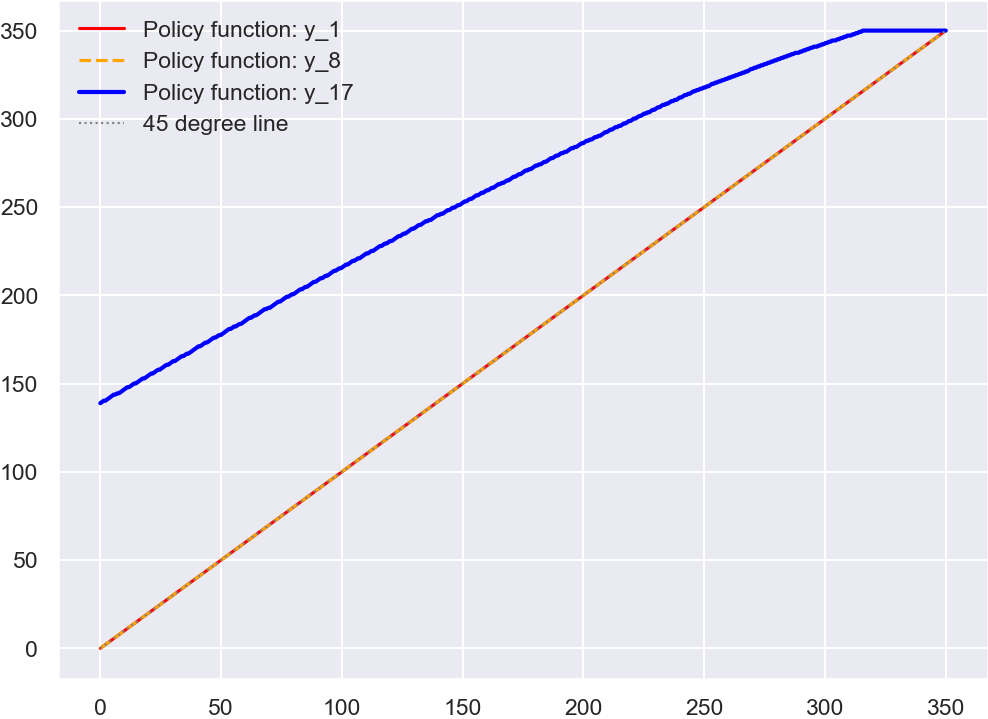 Policy function: y_1
Policy function: y_8
Policy function: y_17
45 degree line
350
300
250
200
150
100
50
0
0 50 100 150 200 250 300 350